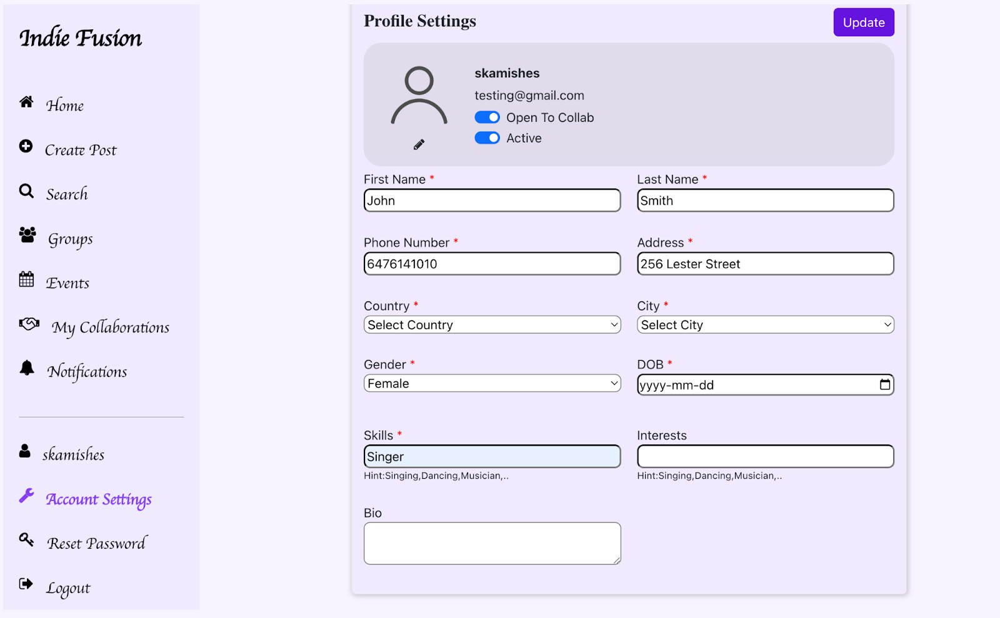 Indie Fusion
Home
Create Post
Search
Groups
Events
My Collaborations
Notifications
skamishes
Account Settings
Reset Password
Logout
Profile Settings
Update
skamishes
testing@gmail.com
Open To Collab
Active
First Name *
Last Name *
John
Smith
Phone Number *
Address *
6476141010
256 Lester Street
Country *
City *
Select Country
Select City
Gender *
DOB *
Female
yyyy-mm-dd
Skills *
Interests
Singer
Hint:Singing,Dancing,Musician,..
Hint:Singing,Dancing,Musician,..
Bio